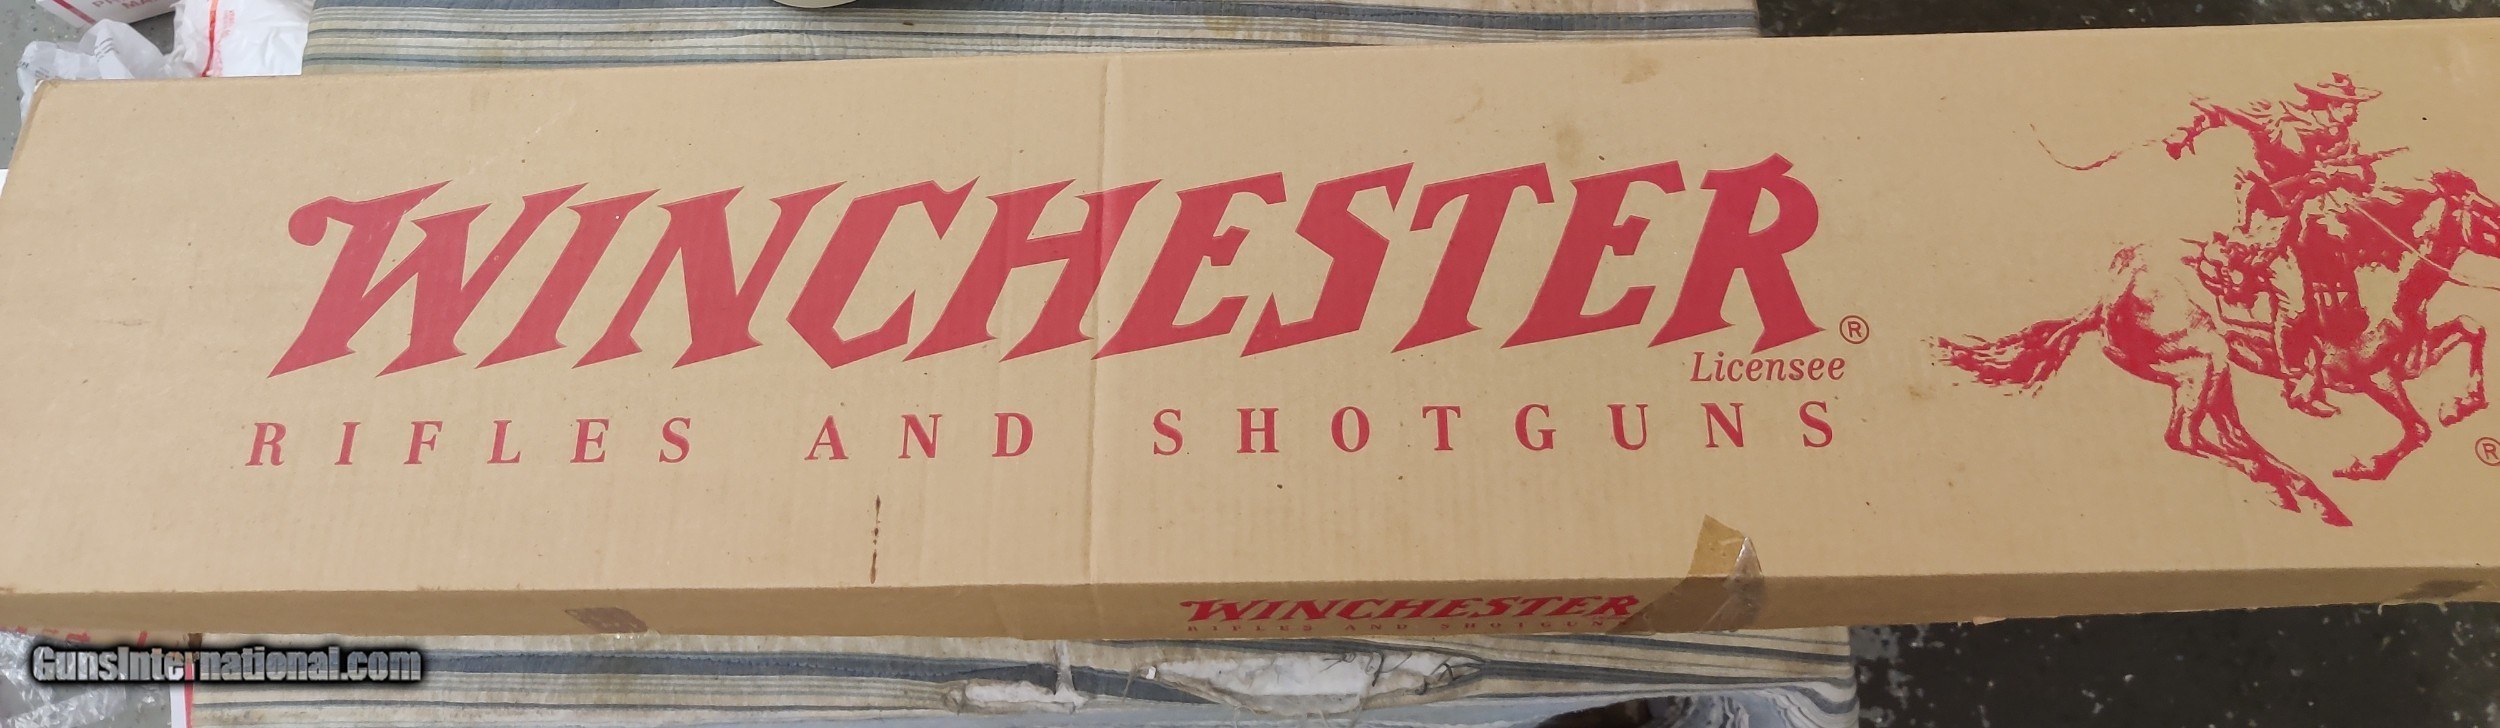 WINCHESTER®
Licensee
RIFLES AND SHOTGUNS
®
WINCHESTER
RIFLES AND SHOTGUNS
GunsInternational.com